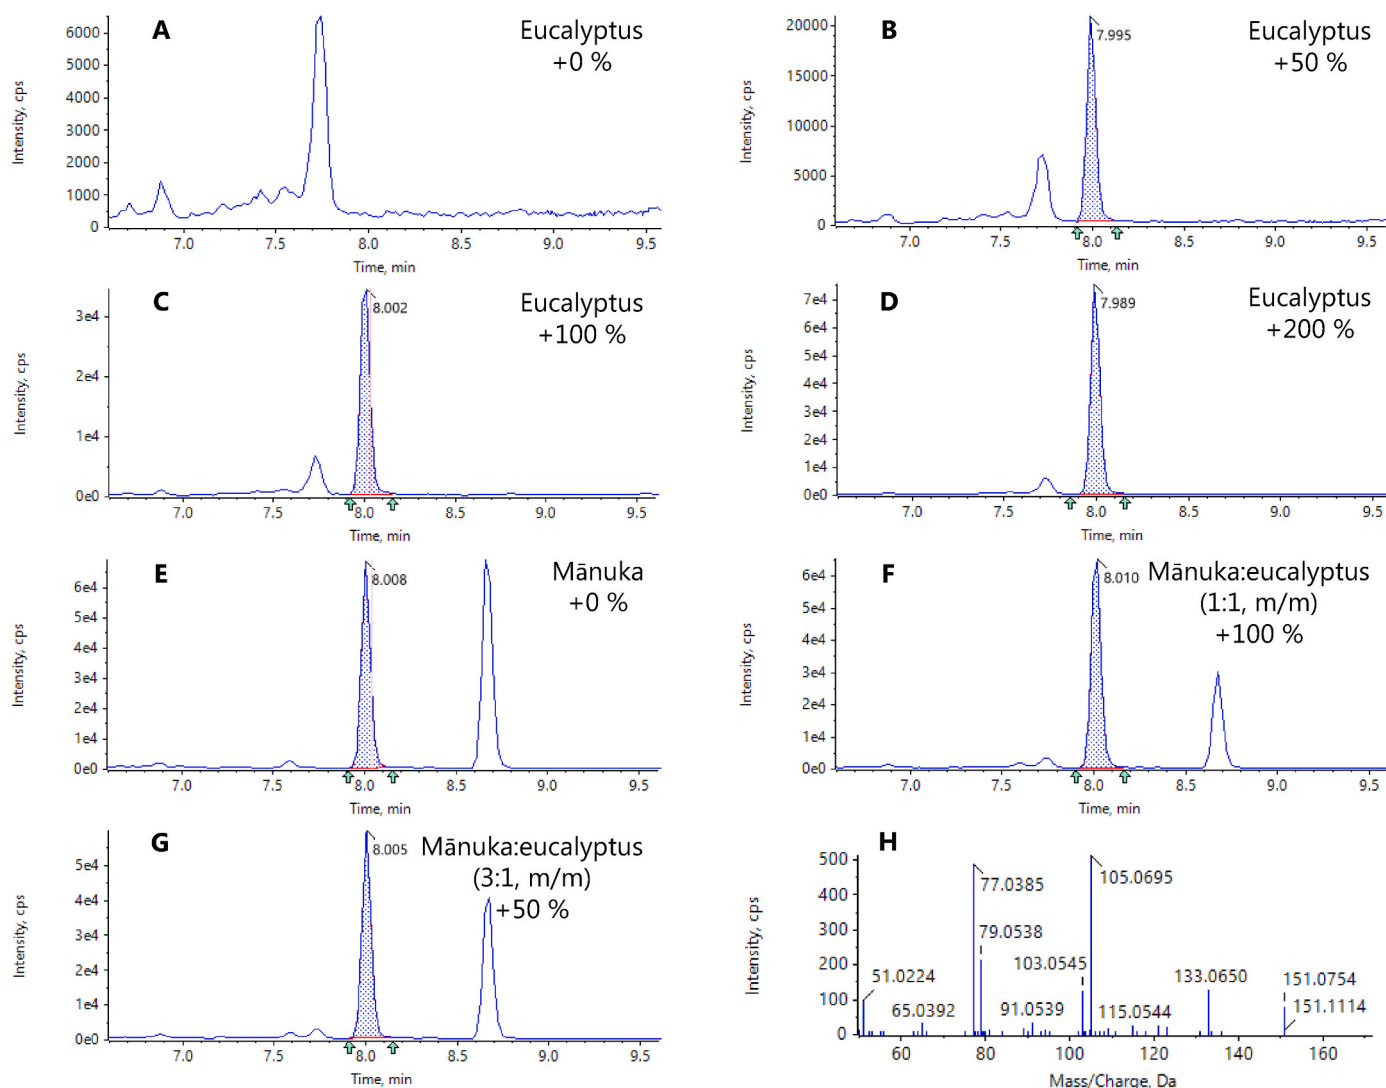 A
Eucalyptus
+0 %
Intensity, cps
6000
5000
4000
3000
2000
1000
0
7.0
7.5
8.0
8.5
9.0
9.5
Time, min
B
Eucalyptus
+50 %
7.995
Intensity, cps
20000
15000
10000
5000
0
7.0
7.5
8.0
8.5
9.0
9.5
Time, min
C
Eucalyptus
+100 %
8.002
Intensity, cps
3e4
2e4
1e4
0e0
7.0
7.5
8.0
8.5
9.0
9.5
Time, min
D
Eucalyptus
+200 %
7.989
Intensity, cps
7e4
6e4
5e4
4e4
3e4
2e4
1e4
0e0
7.0
7.5
8.0
8.5
9.0
9.5
Time, min
E
Mānuka
+0 %
8.008
Intensity, cps
6e4
5e4
4e4
3e4
2e4
1e4
0e0
7.0
7.5
8.0
8.5
9.0
9.5
Time, min
F
Mānuka:eucalyptus
(1:1, m/m)
+100 %
8.010
Intensity, cps
6e4
5e4
4e4
3e4
2e4
1e4
0e0
7.0
7.5
8.0
8.5
9.0
9.5
Time, min
G
Mānuka:eucalyptus
(3:1, m/m)
+50 %
8.005
Intensity, cps
5e4
4e4
3e4
2e4
1e4
0e0
7.0
7.5
8.0
8.5
9.0
9.5
Time, min
H
Intensity, cps
500
400
300
200
100
0
105.0695
77.0385
79.0538
103.0545
133.0650
151.0754
51.0224
65.0392
91.0539
115.0544
151.1114
60
80
100
120
140
160
Mass/Charge, Da